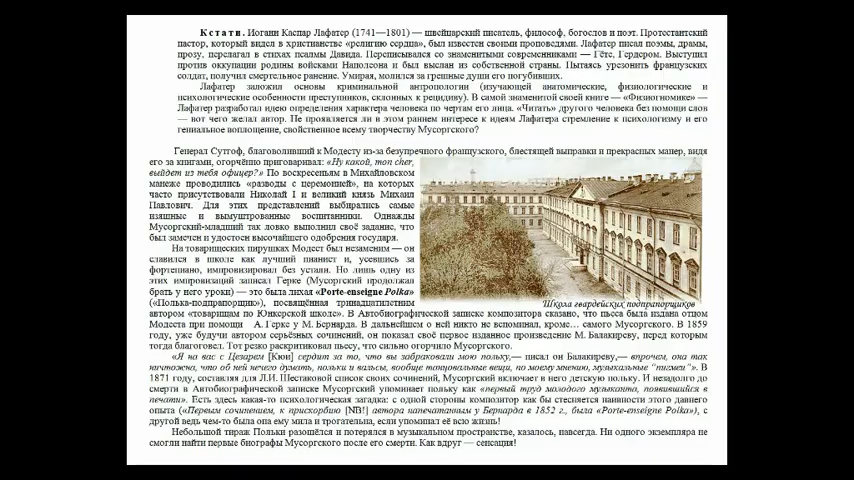 Кстати. Иоганн Каспар Лафатер (1741—1801) — швейцарский писатель, философ, богослов и поэт. Протестантский
пастор, который видел в христианстве «религию сердца», был известен своими проповедями. Лафатер писал поэмы, драмы,
прозу, перелагал в стихах псалмы Давида. Переписывался со знаменитыми современниками — Гёте, Гердером. Выступил
против оккупации родины войсками Наполеона и был выслан из собственной страны. Пытаясь урезонить французских
солдат, получил смертельное ранение. Умирая, молился за грешные души его погубивших.
Лафатер заложил основы криминальной антропологии (изучающей анатомические, физиологические и
психологические особенности преступников, склонных к рецидиву). В самой знаменитой своей книге — «Физиогномике» —
Лафатер разработал идею определения характера человека по чертам его лица. «Читать» другого человека без помощи слов
— вот чего желал автор. Не проявляется ли в этом раннем интересе к идеям Лафатера стремление к психологизму и его
гениальное воплощение, свойственное всему творчеству Мусоргского?
Генерал Сутгоф, благоволивший к Модесту из-за безупречного французского, блестящей выправки и прекрасных манер, видя
его за книгами, огорчённо приговаривал: «Ну какой, mon cher,
выйдет из тебя офицер?» По воскресеньям в Михайловском
манеже проводились «разводы с церемонией», на которых
часто присутствовали Николай I и великий князь Михаил
Павлович. Для этих представлений выбирались самые
изящные и вымуштрованные воспитанники. Однажды
Мусоргский-младший так ловко выполнил своё задание, что
был замечен и удостоен высочайшего одобрения государя.
На товарищеских пирушках Модест был незаменим — он
славился в школе как лучший пианист и, усевшись за
фортепиано, импровизировал без устали. Но лишь одну из
этих импровизаций записал Герке (Мусоргский продолжал
брать у него уроки) — это была лихая «Porte-enseigne Polka»
(«Полька-подпрапорщик»), посвящённая тринадцатилетним
автором «товарищам по Юнкерской школе». В Автобиографической записке композитора сказано, что пьеса была издана отцом
Модеста при помощи А. Герке у М. Бернарда. В дальнейшем о ней никто не вспоминал, кроме... самого Мусоргского. В 1859
году, уже будучи автором серьёзных сочинений, он показал своё первое изданное произведение М. Балакиреву, перед которым
тогда благоговел. Тот резко раскритиковал пьесу, что сильно огорчило Мусоргского.
«Я на вас с Цезарем [Кюи] сердит за то, что вы забраковали мою польку,— писал он Балакиреву,— впрочем, она так
ничтожна, что об ней нечего думать, польки и вальсы, вообще танцовальные вещи, по моему мнению, музыкальные "пигмеи"». В
1871 году, составляя для Л.И. Шестаковой список своих сочинений, Мусоргский включает в него детскую польку. И незадолго до
смерти в Автобиографической записке Мусоргский упоминает польку как «первый труд молодого музыканта, появившийся в
печати». Есть здесь какая-то психологическая загадка: с одной стороны композитор как бы стесняется наивности этого давнего
опыта («Первым сочинением, к прискорбию [NB!] автора напечатанным у Бернарда в 1852 г., была «Porte-enseigne Polka»), с
другой ведь чем-то была она ему мила и трогательна, если упоминал её всю жизнь!
Небольшой тираж Польки разошёлся и потерялся в музыкальном пространстве, казалось, навсегда. Ни одного экземпляра не
смогли найти первые биографы Мусоргского после его смерти. Как вдруг — сенсация!
Школа гвардейских подпрапорщиков